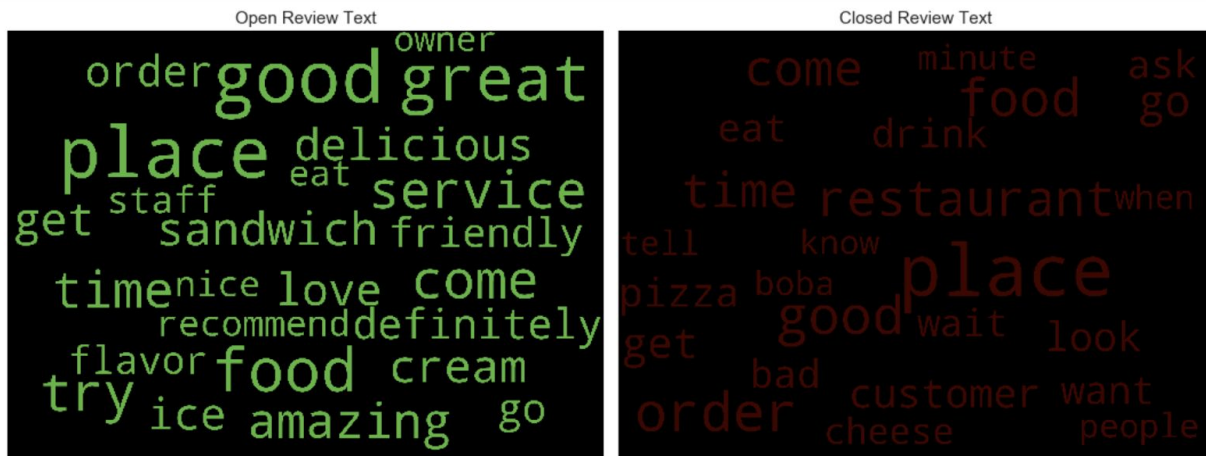 Open Review Text
owner
order good great
place delicious
eat
staff service
get sandwich friendly
time nice love come
recommend definitely
flavor food cream
try ice amazing go
Closed Review Text
come minute ask
food go
eat drink
time restaurant when
tell know
place
pizza boba
good wait look
get
bad
customer want
order cheese people